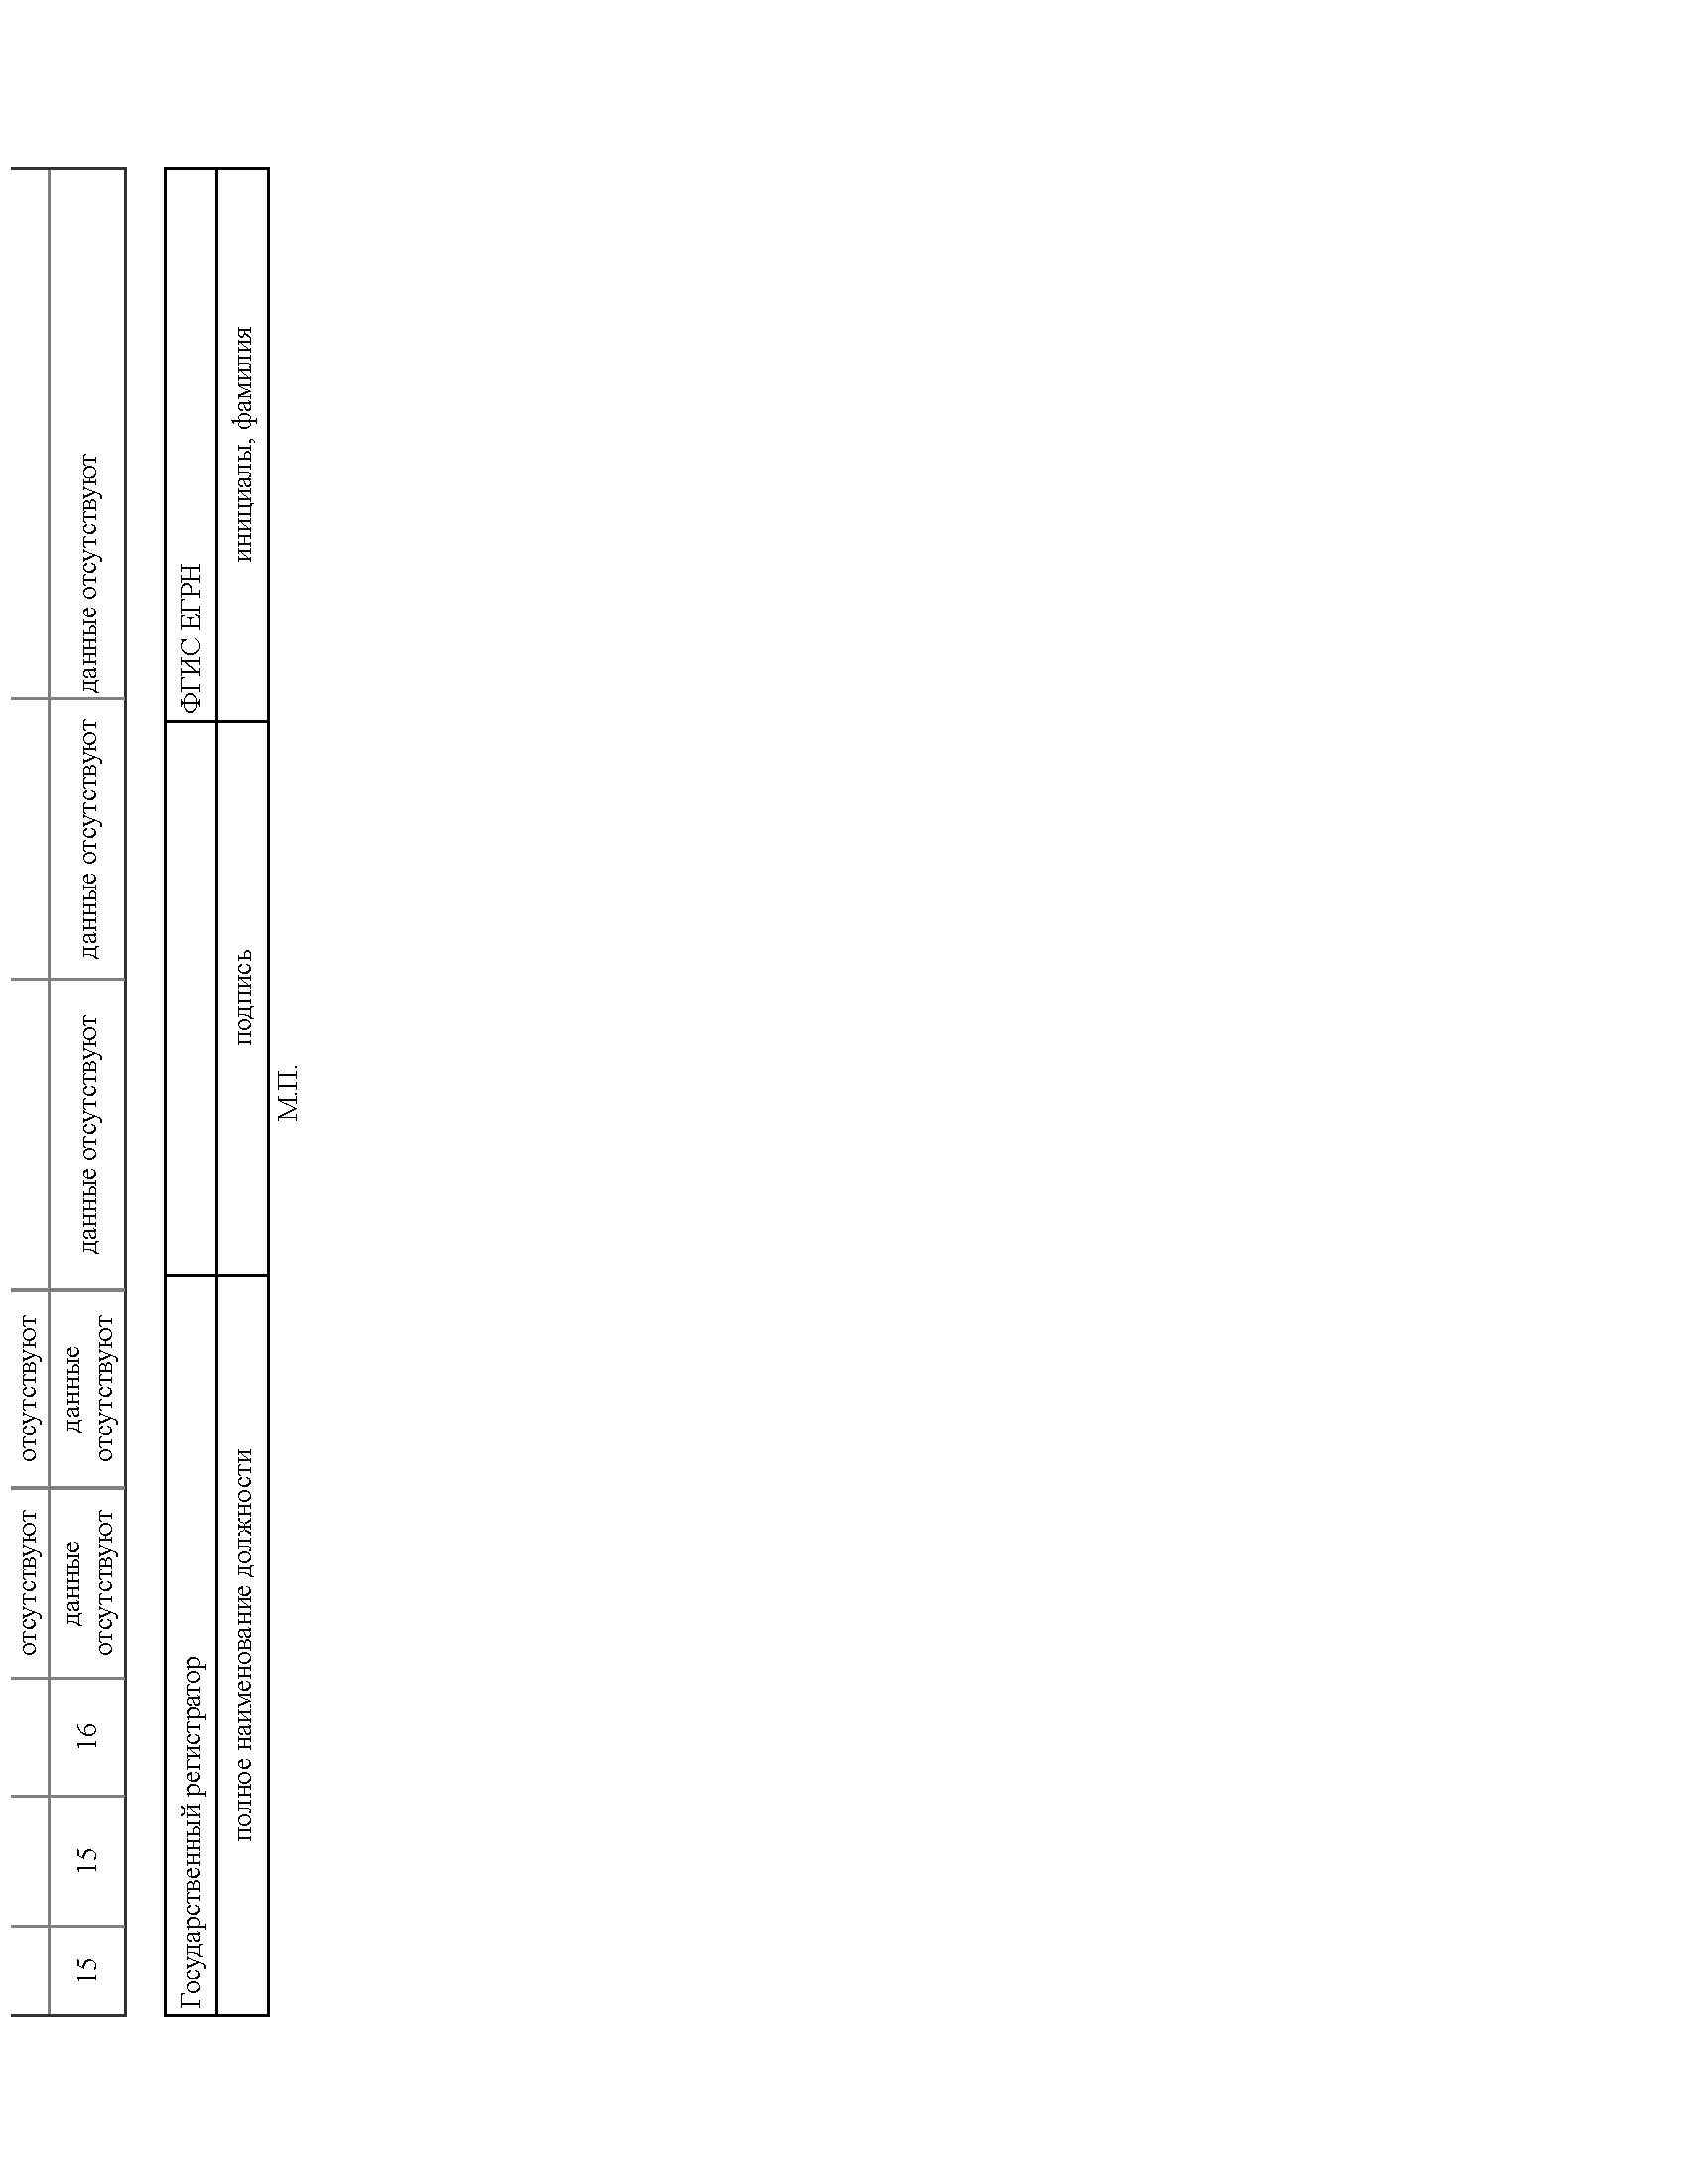 отсутствуют отсутствуют
15 15 16 данные отсутствуют данные отсутствуют данные отсутствуют данные отсутствуют данные отсутствуют
Государственный регистратор ФГИС ЕГРН
полное наименование должности подпись инициалы, фамилия
М.П.